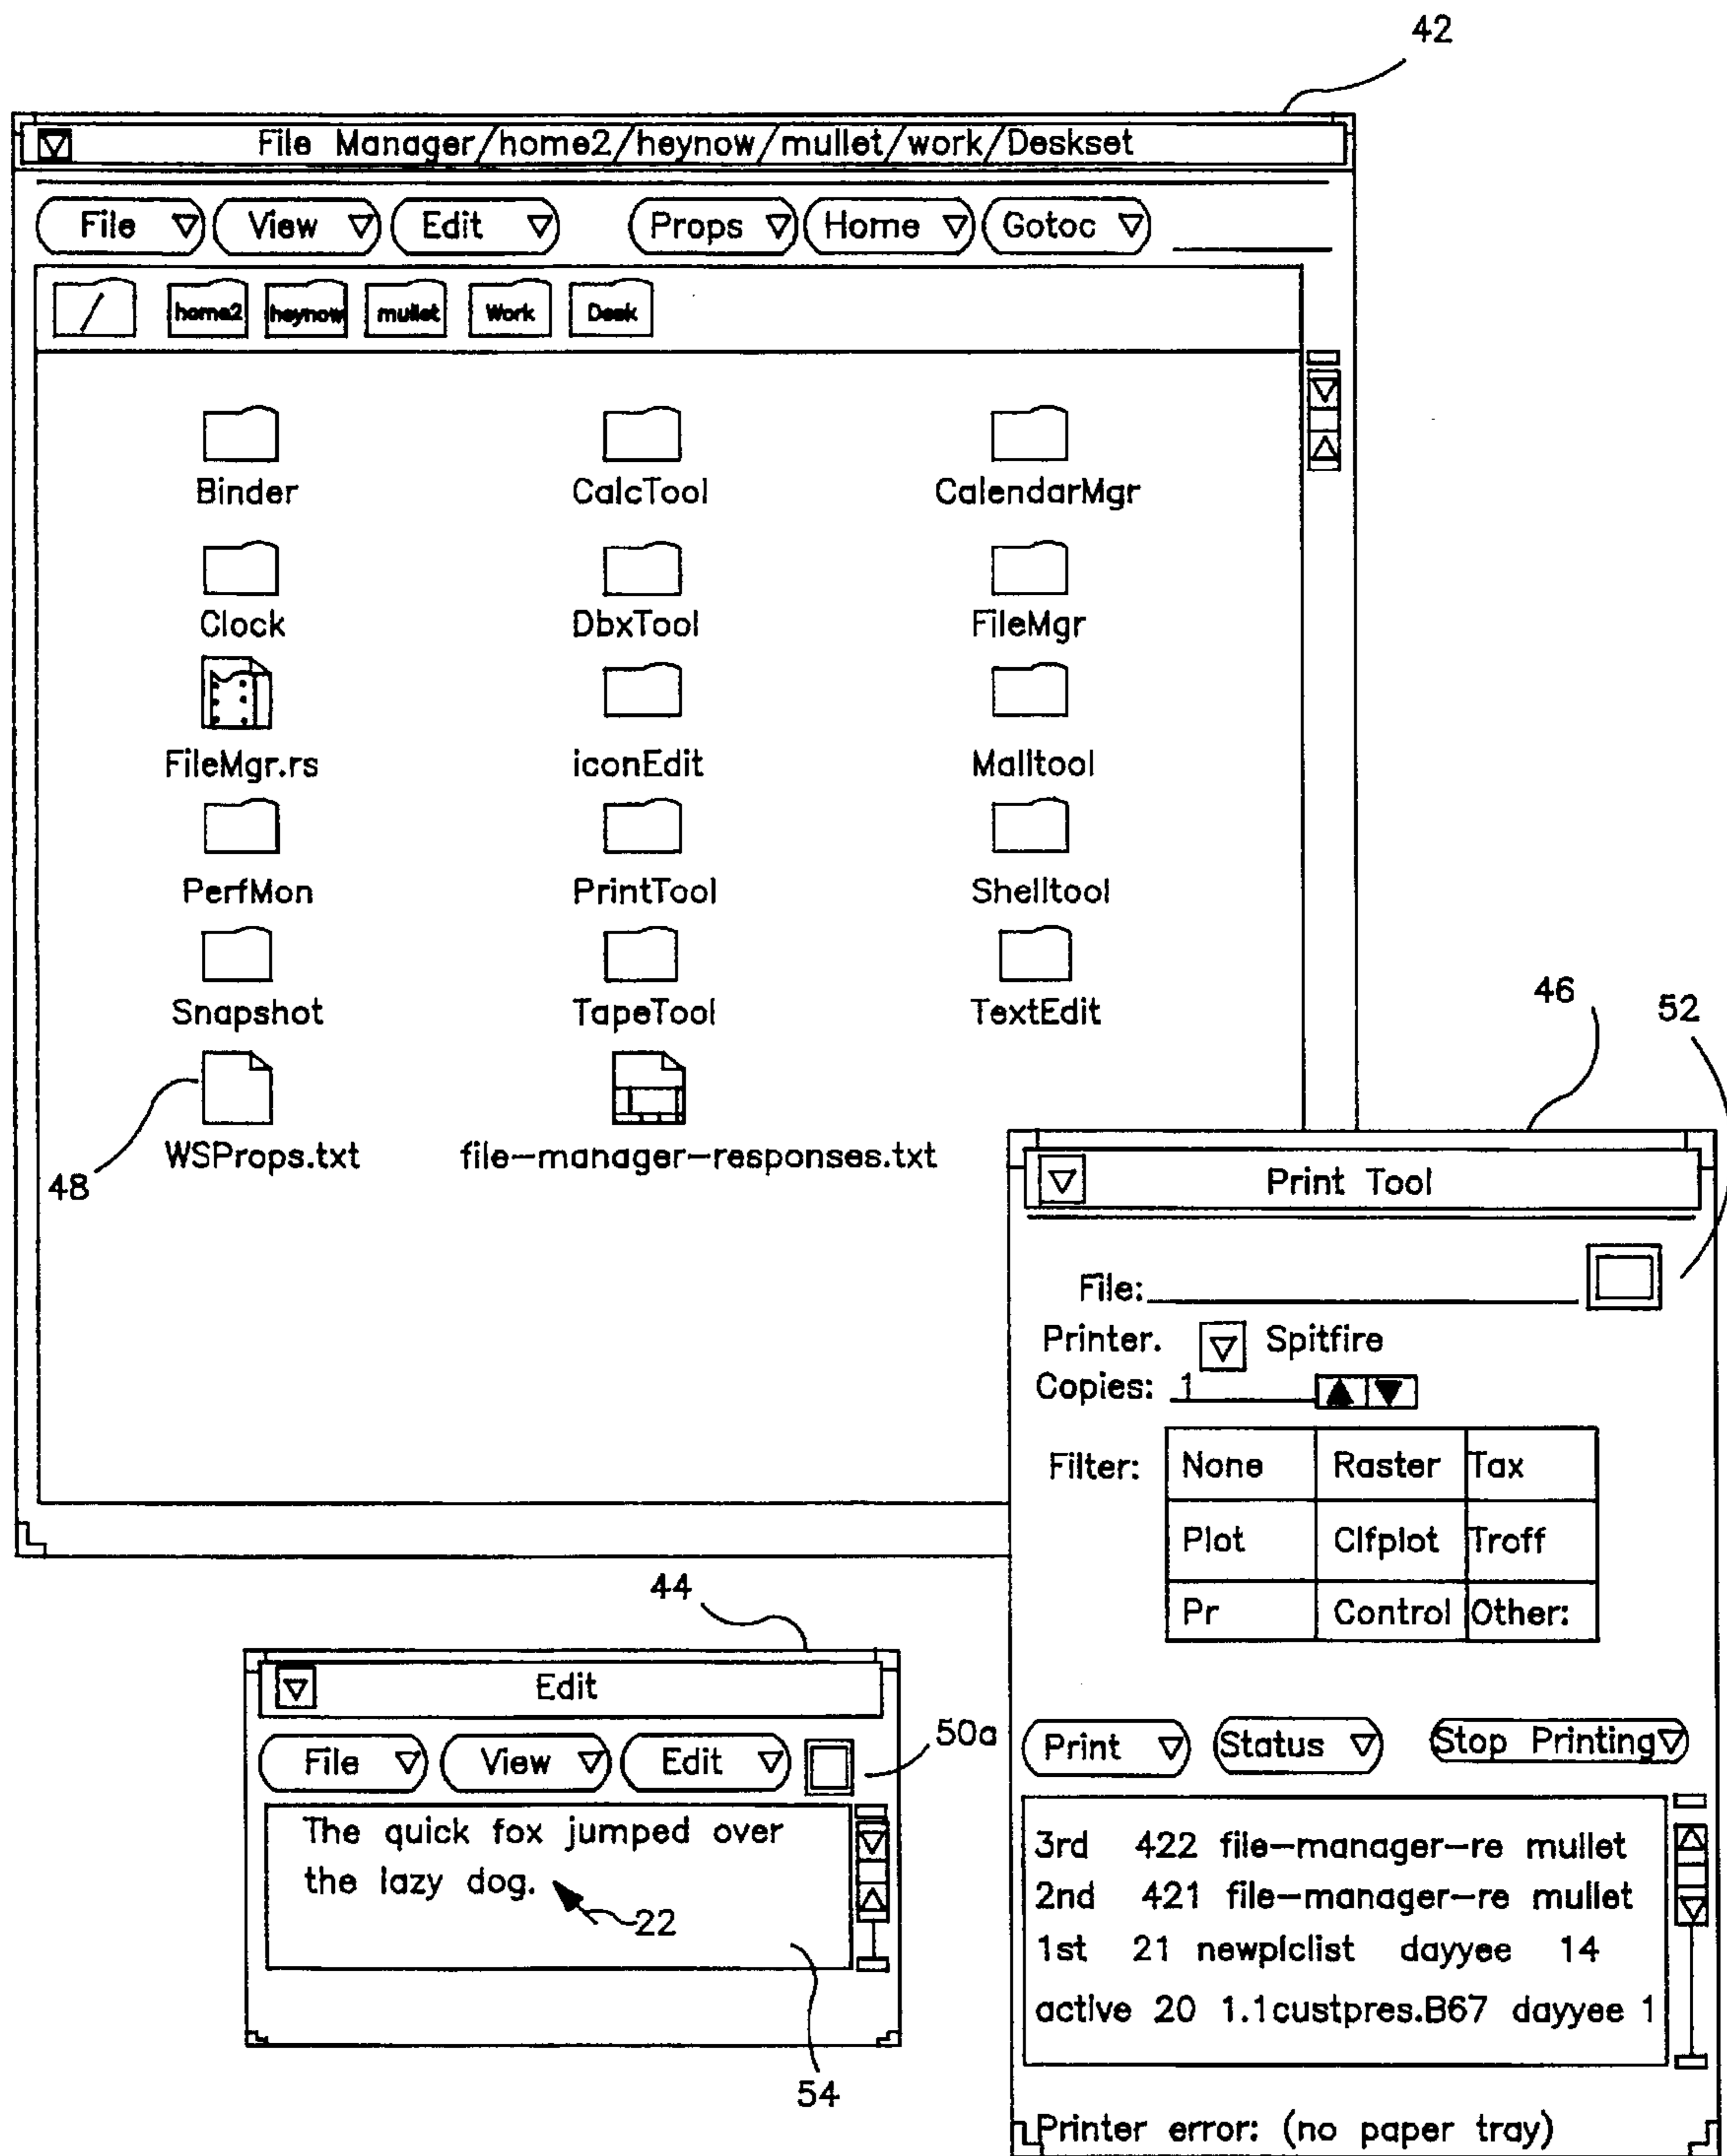 42
File Manager/home2/heynow/mullet/work/Deskset
File View Edit Props Home Gotoc
/ home2 heynow mullet Work Desk
Binder CalcTool CalendarMgr
Clock DbxTool FileMgr
FileMgr.rs iconEdit Malltool
PerfMon PrintTool Shelltool
Snapshot TapeTool TextEdit
WSProps.txt file-manager-responses.txt
48
46
52
Print Tool
File:
Printer. Spitfire
Copies: 1
Filter: None Raster Tax
Plot Clfplot Troff
Pr Control Other:
Print Status Stop Printing
3rd 422 file-manager-re mullet
2nd 421 file-manager-re mullet
1st 21 newplclist dayyee 14
active 20 1.1custpres.B67 dayyee 1
Printer error: (no paper tray)
44
Edit
File View Edit
50a
The quick fox jumped over
the lazy dog.
22
54